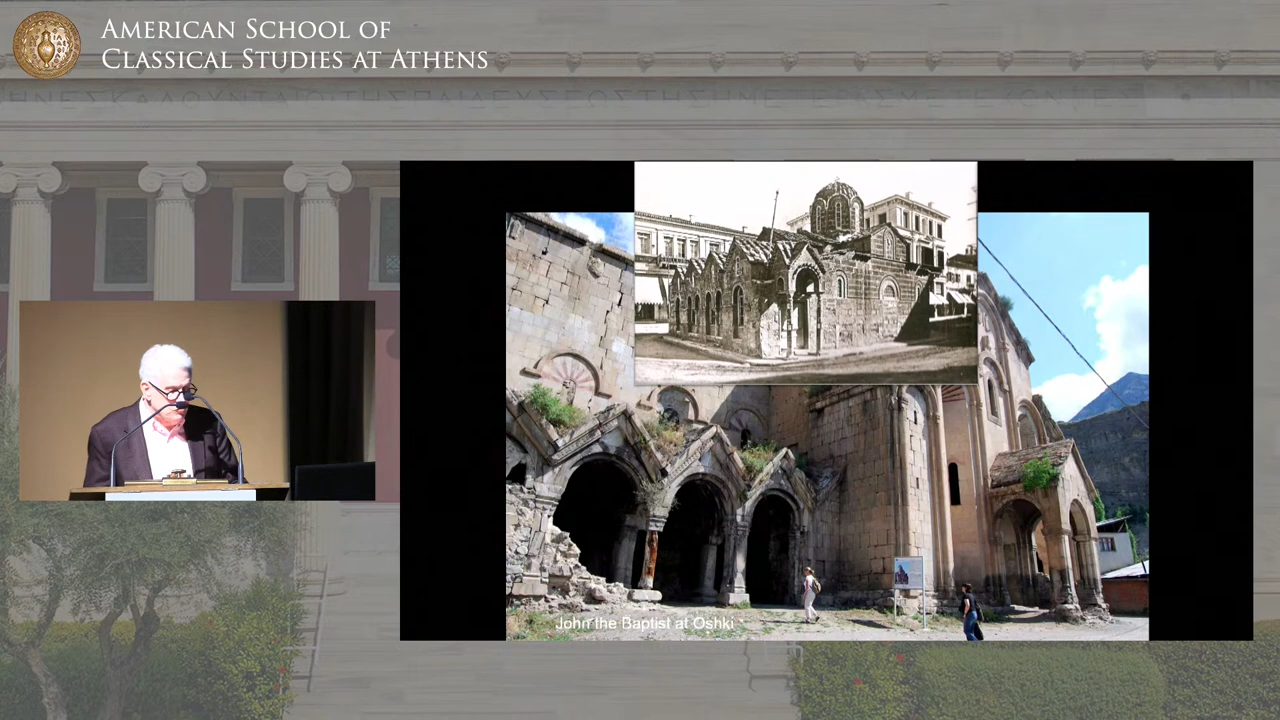 AMERICAN SCHOOL OF
CLASSICAL STUDIES AT ATHENS
John the Baptist at Oshki